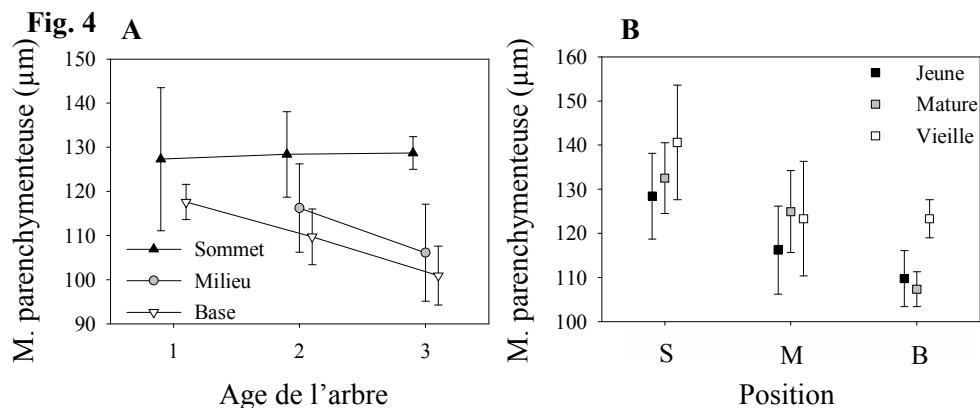 Fig. 4
A
M. parenchymenteuse (µm)
150
140
130
120
110
100
90
Sommet
Milieu
Base
1 2 3
Age de l’arbre
B
M. parenchymenteuse (µm)
160
150
140
130
120
110
100
Jeune
Mature
Vieille
S M B
Position